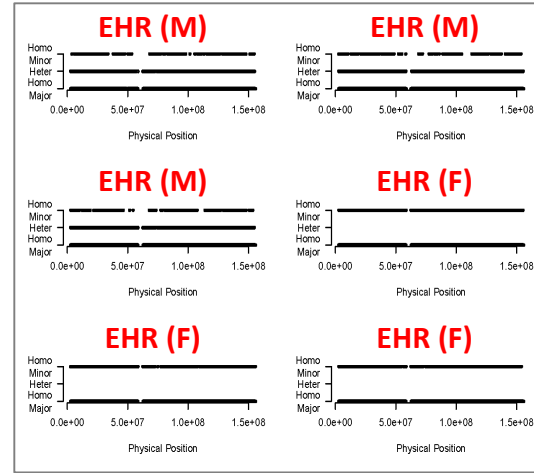 EHR (M)
Homo
Minor
Heter
Homo
Major
0.0e+00 5.0e+07 1.0e+08 1.5e+08
Physical Position
EHR (M)
Homo
Minor
Heter
Homo
Major
0.0e+00 5.0e+07 1.0e+08 1.5e+08
Physical Position
EHR (M)
Homo
Minor
Heter
Homo
Major
0.0e+00 5.0e+07 1.0e+08 1.5e+08
Physical Position
EHR (F)
Homo
Minor
Heter
Homo
Major
0.0e+00 5.0e+07 1.0e+08 1.5e+08
Physical Position
EHR (F)
Homo
Minor
Heter
Homo
Major
0.0e+00 5.0e+07 1.0e+08 1.5e+08
Physical Position
EHR (F)
Homo
Minor
Heter
Homo
Major
0.0e+00 5.0e+07 1.0e+08 1.5e+08
Physical Position